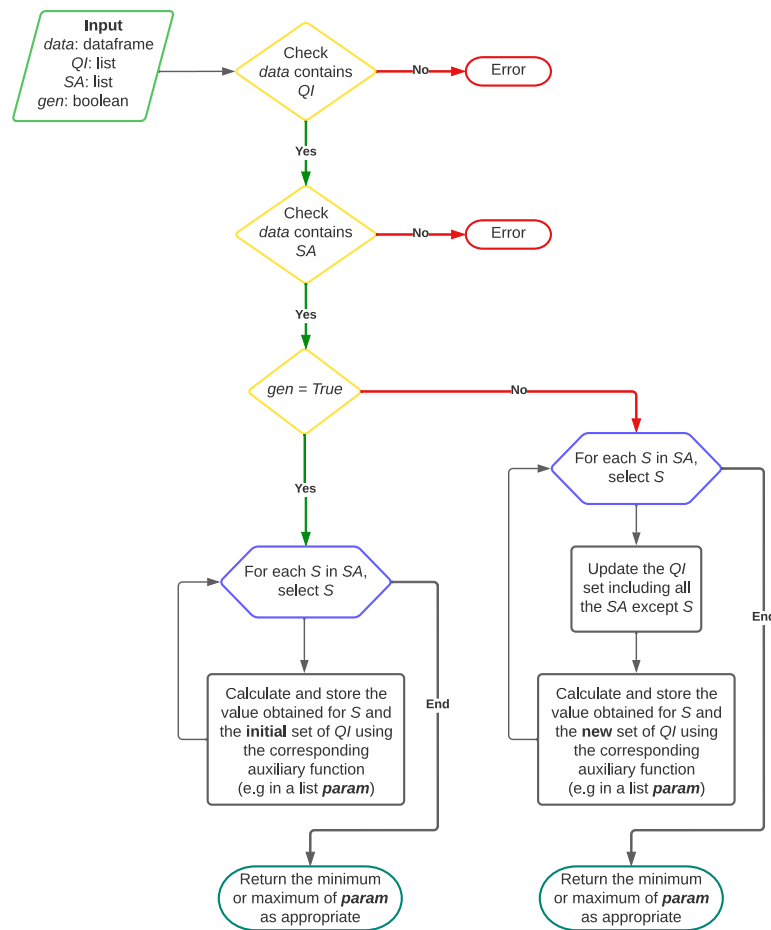 Input
data: dataframe
QI: list
SA: list
gen: boolean
Check
data contains
QI
No
Error
Yes
Check
data contains
SA
No
Error
Yes
gen = True
No
Yes
For each S in SA,
select S
For each S in SA,
select S
Update the QI
set including all
the SA except S
End
Calculate and store the
value obtained for S and
the initial set of QI using
the corresponding
auxiliary function
(e.g in a list param)
End
Calculate and store the
value obtained for S and
the new set of QI using
the corresponding
auxiliary function
(e.g in a list param)
Return the minimum
or maximum of param
as appropriate
Return the minimum
or maximum of param
as appropriate